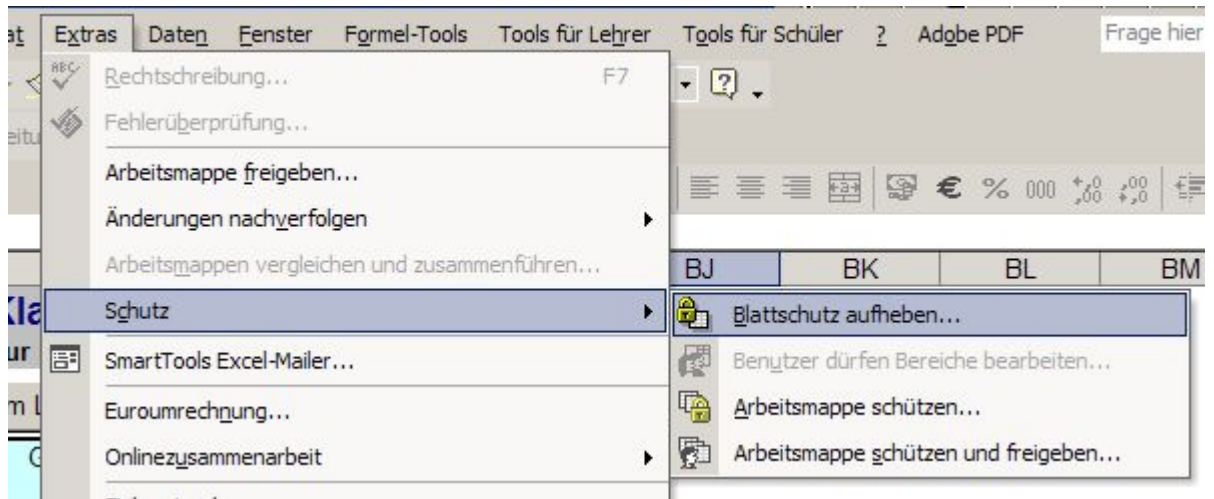 Extras Daten Fenster Formel-Tools Tools für Lehrer Tools für Schüler ? Adobe PDF Frage hier
Rechtschreibung... F7
Fehlerüberprüfung...
Arbeitsmappe freigeben...
Änderungen nachverfolgen
000
Arbeitsmappen vergleichen und zusammenführen...
BJ BK BL BM
Schutz
Blattschutz aufheben...
SmartTools Excel-Mailer...
Benutzer dürfen Bereiche bearbeiten...
Euroumrechnung...
Arbeitsmappe schützen...
Onlinezusammenarbeit
Arbeitsmappe schützen und freigeben...